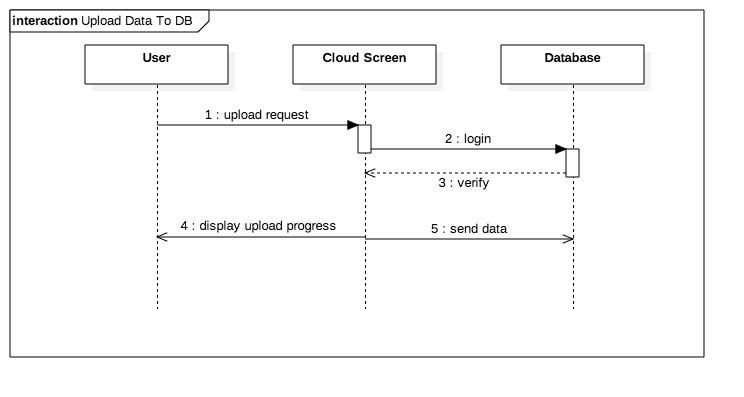 interaction Upload Data To DB
User
Cloud Screen
Database
1 : upload request
2 : login
3 : verify
4 : display upload progress
5 : send data